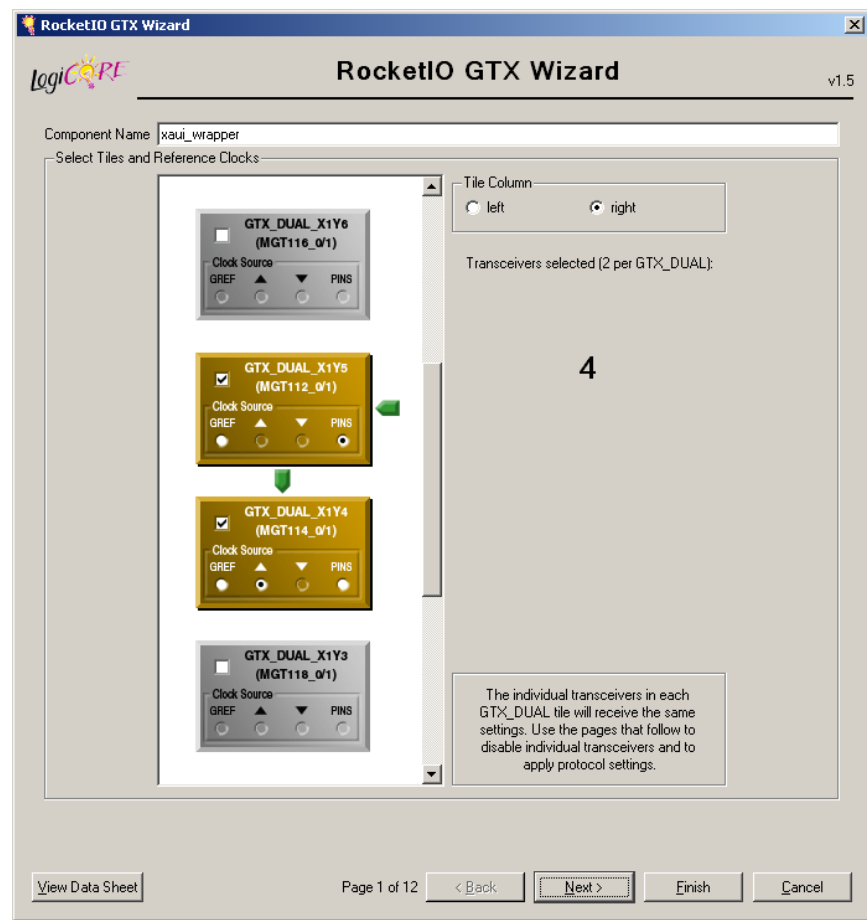 RocketIO GTX Wizard
LogiCORE
RocketIO GTX Wizard
v1.5
Component Name xaui_wrapper
Select Tiles and Reference Clocks
GTX_DUAL_X1Y6
(MGT116_0/1)
Clock Source
GREF ▲ ▼ PINS
GTX_DUAL_X1Y5
(MGT112_0/1)
Clock Source
GREF ▲ ▼ PINS
GTX_DUAL_X1Y4
(MGT114_0/1)
Clock Source
GREF ▲ ▼ PINS
GTX_DUAL_X1Y3
(MGT118_0/1)
Clock Source
GREF ▲ ▼ PINS
Tile Column
left right
Transceivers selected (2 per GTX_DUAL):
4
The individual transceivers in each
GTX_DUAL tile will receive the same
settings. Use the pages that follow to
disable individual transceivers and to
apply protocol settings.
View Data Sheet Page 1 of 12 < Back Next > Finish Cancel